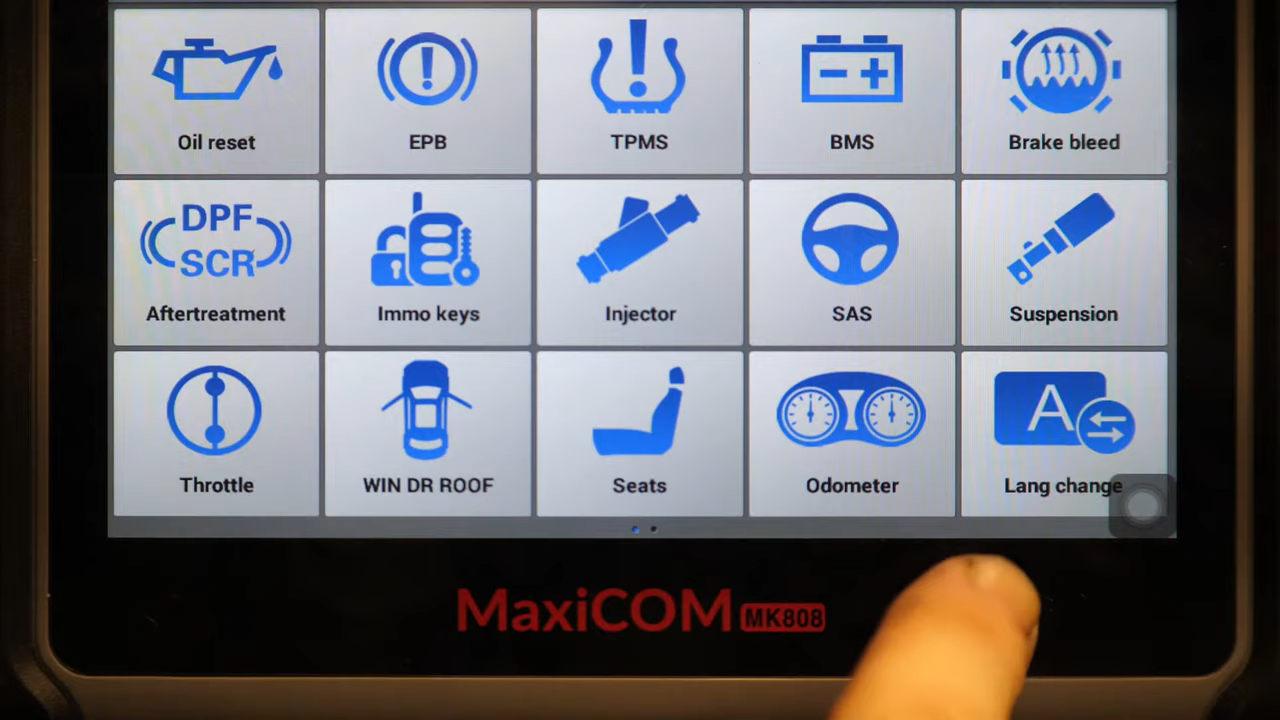 Oil reset
EPB
TPMS
BMS
Brake bleed
DPF
SCR
Aftertreatment
Immo keys
Injector
SAS
Suspension
Throttle
WIN DR ROOF
Seats
Odometer
A
Lang change
MaxiCOM MK808